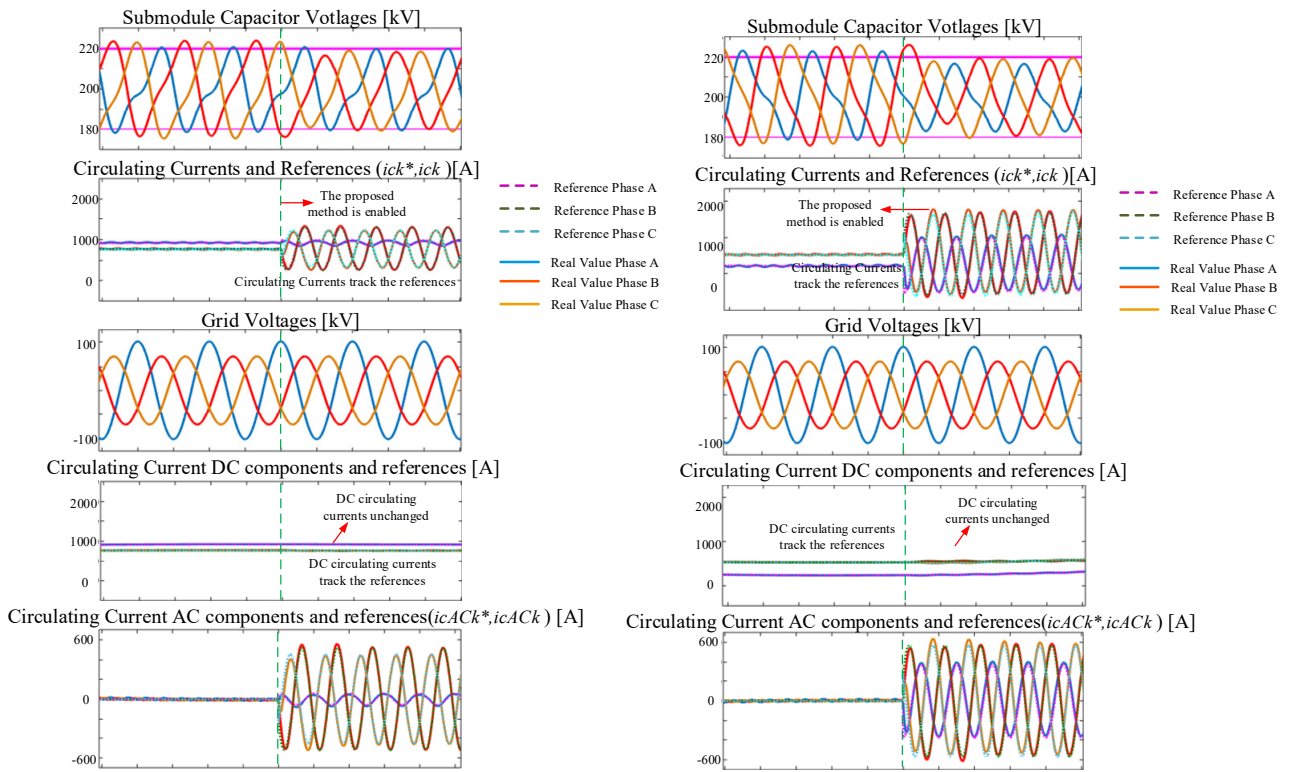 Submodule Capacitor Votlages [kV]
220
200
180
Circulating Currents and References (ick*,ick )[A]
2000
1000
0
The proposed
method is enabled
Circulating Currents track the references
Reference Phase A
Reference Phase B
Reference Phase C
Real Value Phase A
Real Value Phase B
Real Value Phase C
Grid Voltages [kV]
100
-100
Circulating Current DC components and references [A]
2000
1000
0
DC circulating
currents unchanged
DC circulating currents
track the references
Circulating Current AC components and references(icACk*,icACk ) [A]
600
0
-600
Submodule Capacitor Votlages [kV]
220
200
180
Circulating Currents and References (ick*,ick )[A]
2000
1000
0
The proposed
method is enabled
Circulating Currents
track the references
Reference Phase A
Reference Phase B
Reference Phase C
Real Value Phase A
Real Value Phase B
Real Value Phase C
Grid Voltages [kV]
100
-100
Circulating Current DC components and references [A]
2000
1000
0
DC circulating currents
track the references
DC circulating
currents unchanged
Circulating Current AC components and references(icACk*,icACk ) [A]
600
0
-600